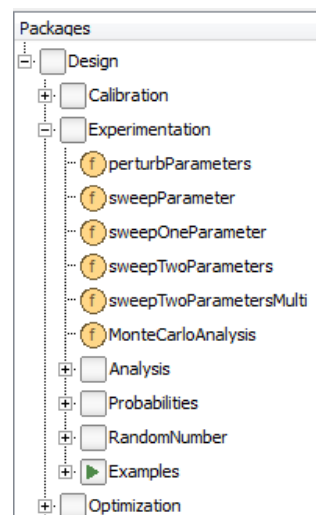 Packages
Design
Calibration
Experimentation
f perturbParameters
f sweepParameter
f sweepOneParameter
f sweepTwoParameters
f sweepTwoParametersMulti
f MonteCarloAnalysis
Analysis
Probabilities
RandomNumber
Examples
Optimization